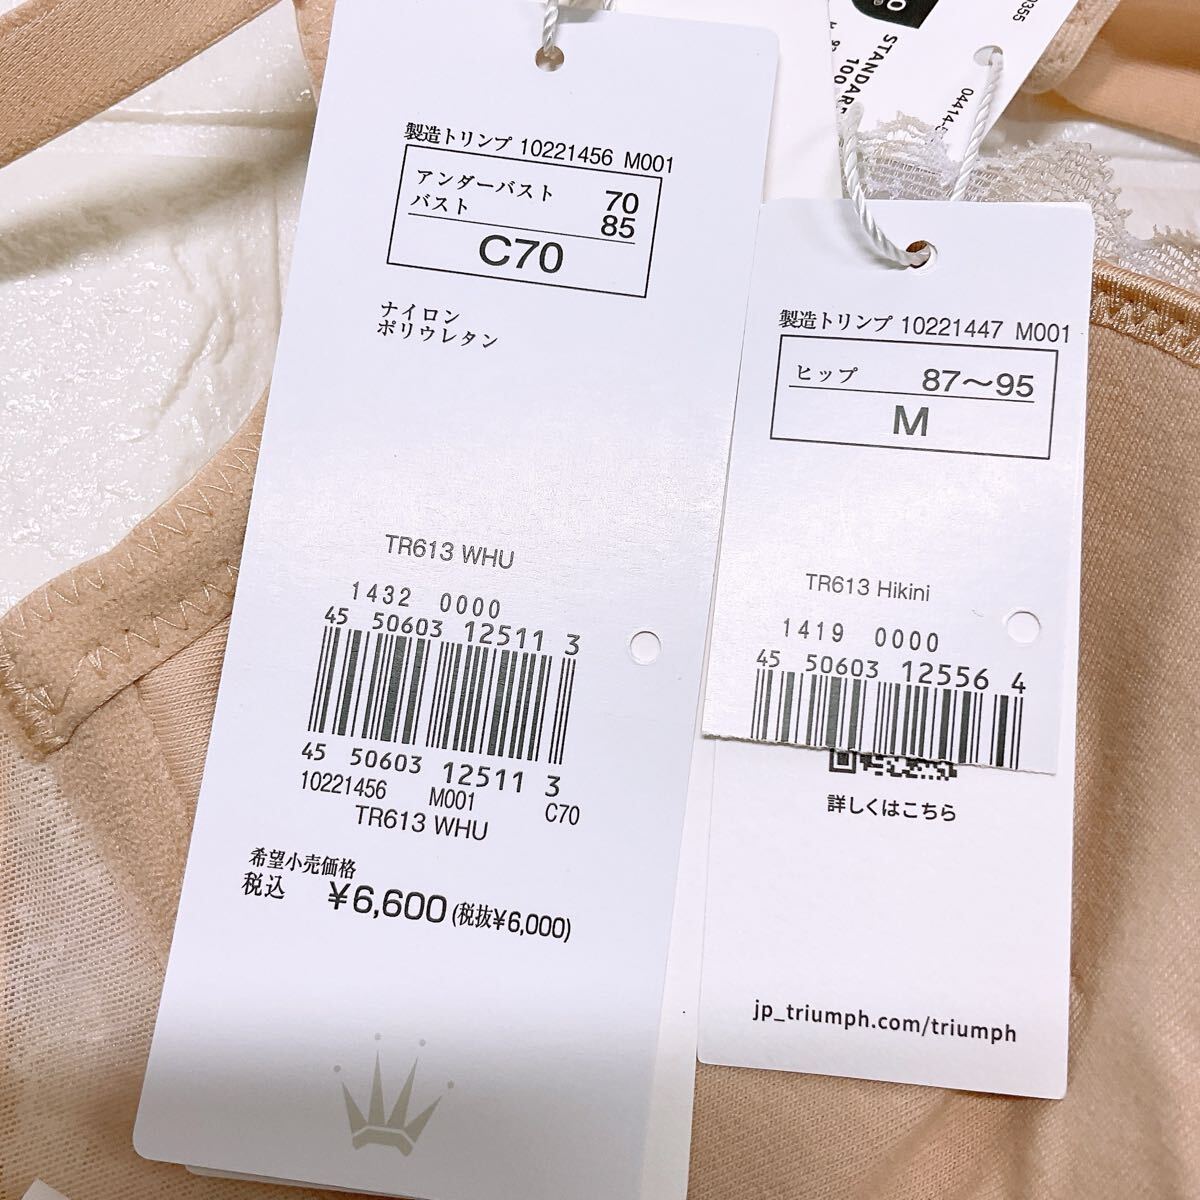 製造トリンプ 10221456 M001
アンダーバスト 70
バスト 85
C70
ナイロン
ポリウレタン
TR613 WHU
1432 0000
45 50603 12511 3
45 50603 12511 3
10221456 M001 C70
TR613 WHU
希望小売価格
税込 ¥6,600(税抜¥6,000)
STANDAR
100
製造トリンプ 10221447 M001
ヒップ 87〜95
M
TR613 Hikini
1419 0000
45 50603 12556 4
詳しくはこちら
jp_triumph.com/triumph